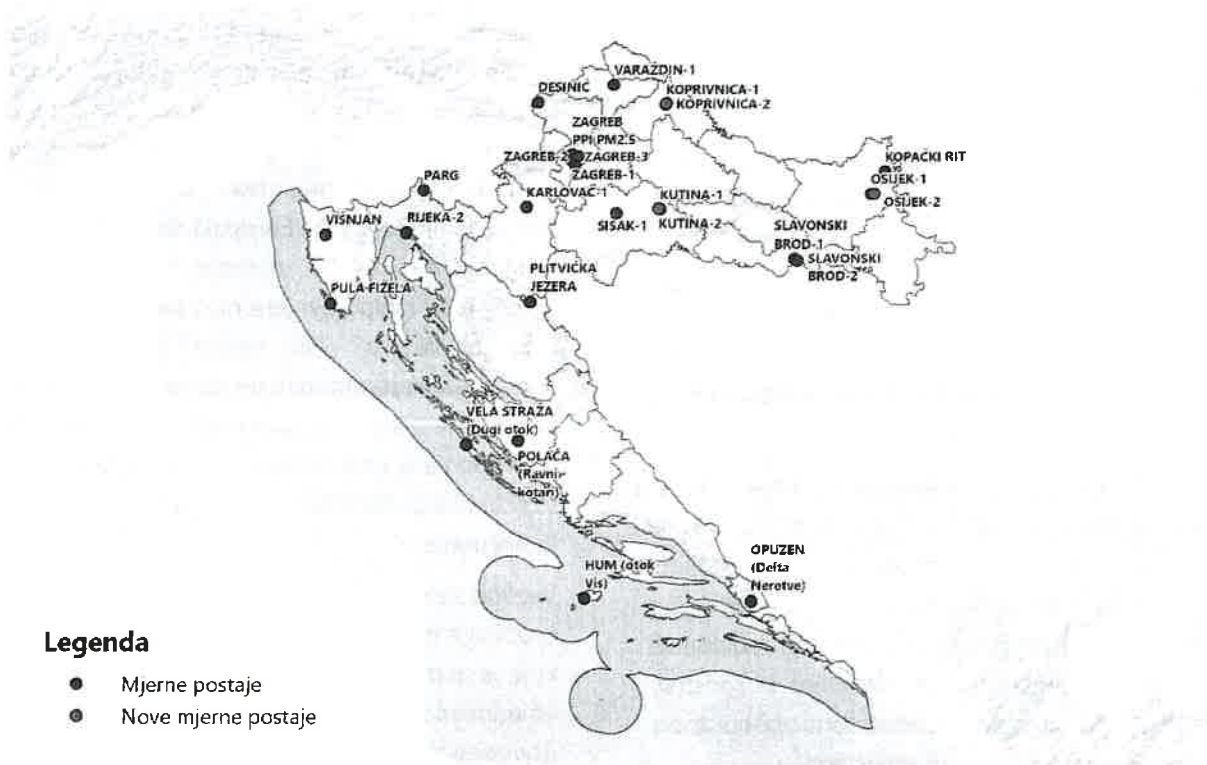 VARAŽDIN-1
DESINIĆ
KOPRIVNICA-1
KOPRIVNICA-2
ZAGREB
PPI PM2.5
ZAGREB-2
ZAGREB-3
ZAGREB-1
KOPAČKI RIT
OSIJEK-1
OSIJEK-2
PARG
KARLOVAC-1
KUTINA-1
VIŠNJAN
RIJEKA-2
SISAK-1
KUTINA-2
SLAVONSKI
BROD-1
SLAVONSKI
BROD-2
PLITVIČKA
JEZERA
PULA-FIŽELA
VELA STRAŽA
(Dugi otok)
POLAČA
(Ravni
kotari)
HUM (otok
Vis)
OPUZEN
(Delta
Neretve)
Legenda
Mjerne postaje
Nove mjerne postaje